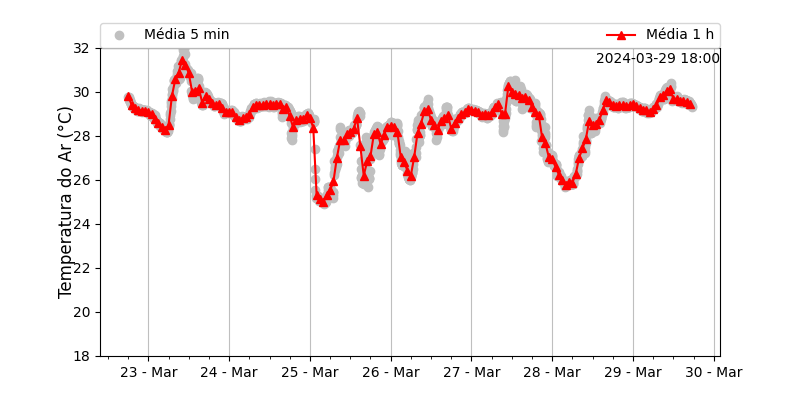 Média 5 min
Média 1 h
2024-03-29 18:00
Temperatura do Ar (°C)
32
30
28
26
24
22
20
18
23 - Mar
24 - Mar
25 - Mar
26 - Mar
27 - Mar
28 - Mar
29 - Mar
30 - Mar